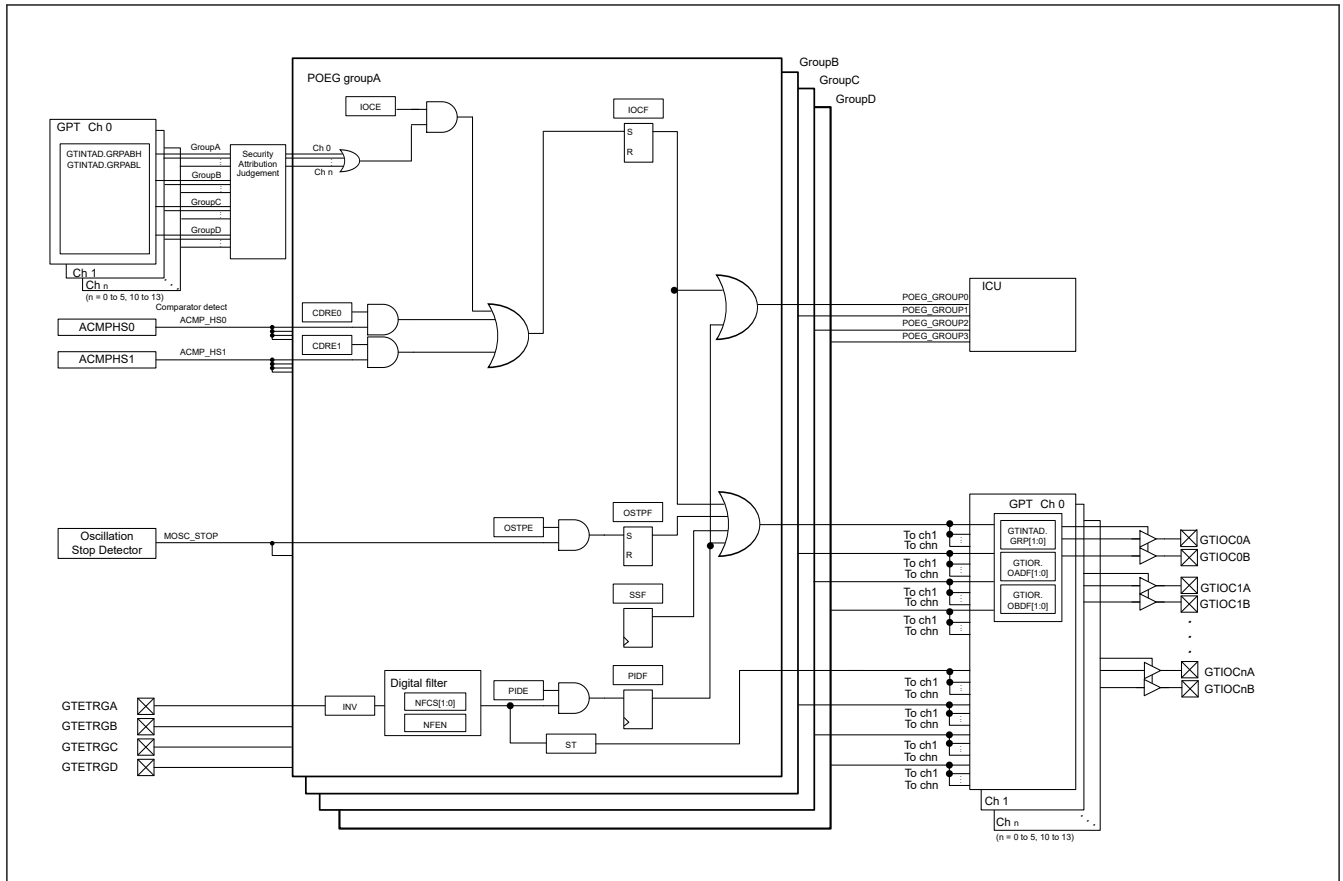 GroupB
GroupC
GroupD
POEG groupA
IOCE
IOCF
S
R
GPT Ch 0
GTINTAD.GRPABH
GTINTAD.GRPABL
GroupA
GroupB
GroupC
GroupD
Security
Attribution
Judgement
Ch 0
Ch n
Ch 1
Ch n
(n = 0 to 5, 10 to 13)
Comparator detect
ACMPHS0
ACMP_HS0
CDRE0
ACMPHS1
ACMP_HS1
CDRE1
POEG_GROUP0
POEG_GROUP1
POEG_GROUP2
POEG_GROUP3
ICU
Oscillation
Stop Detector
MOSC_STOP
OSTPE
OSTPF
S
R
SSF
GTETRGA
GTETRGB
GTETRGC
GTETRGD
INV
Digital filter
NFCS[1:0]
NFEN
PIDE
PIDF
ST
To ch1
To chn
To ch1
To chn
To ch1
To chn
To ch1
To chn
To ch1
To chn
To ch1
To chn
To ch1
To chn
To ch1
To chn
GPT Ch 0
GTINTAD.
GRP[1:0]
GTIOR.
OADF[1:0]
GTIOR.
OBDF[1:0]
Ch 1
Ch n
(n = 0 to 5, 10 to 13)
GTIOC0A
GTIOC0B
GTIOC1A
GTIOC1B
GTIOCnA
GTIOCnB